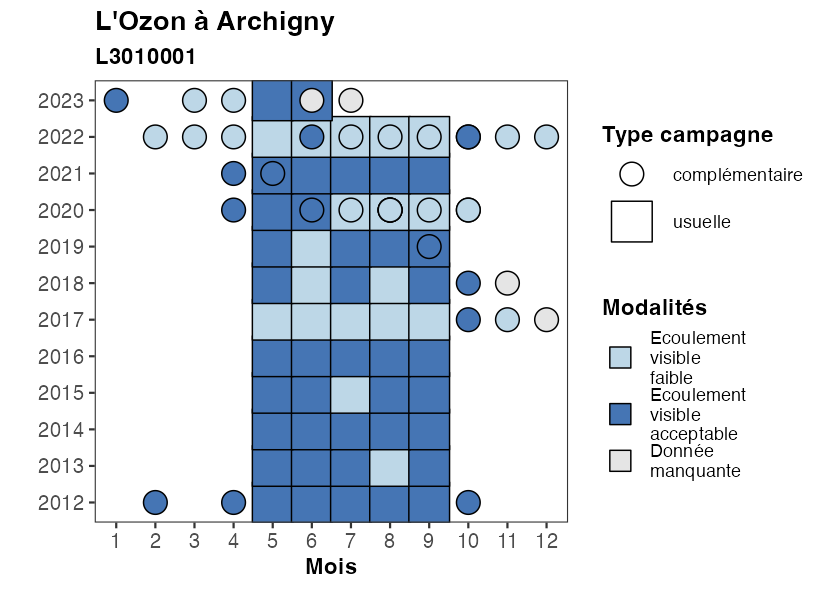 L'Ozon à Archigny
L3010001
2023
2022
2021
2020
2019
2018
2017
2016
2015
2014
2013
2012
1 2 3 4 5 6 7 8 9 10 11 12
Mois
Type campagne
complémentaire
usuelle
Modalités
Ecoulement
visible
faible
Ecoulement
visible
acceptable
Donnée
manquante